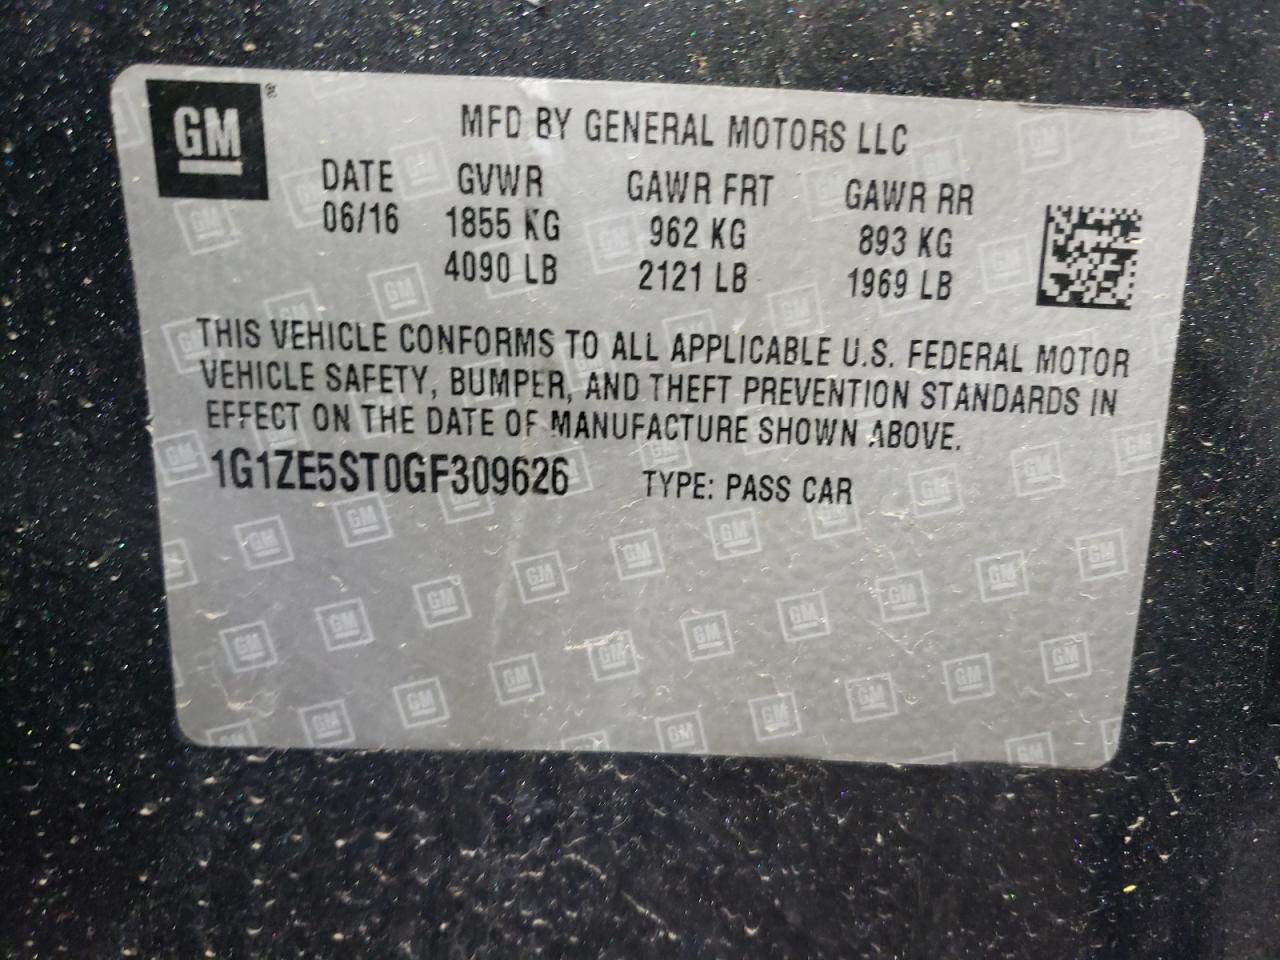 GM ®
MFD BY GENERAL MOTORS LLC
DATE GVWR GAWR FRT GAWR RR
06/16 1855 KG 962 KG 893 KG
4090 LB 2121 LB 1969 LB
THIS VEHICLE CONFORMS TO ALL APPLICABLE U.S. FEDERAL MOTOR
VEHICLE SAFETY, BUMPER, AND THEFT PREVENTION STANDARDS IN
EFFECT ON THE DATE OF MANUFACTURE SHOWN ABOVE.
1G1ZE5ST0GF309626 TYPE: PASS CAR